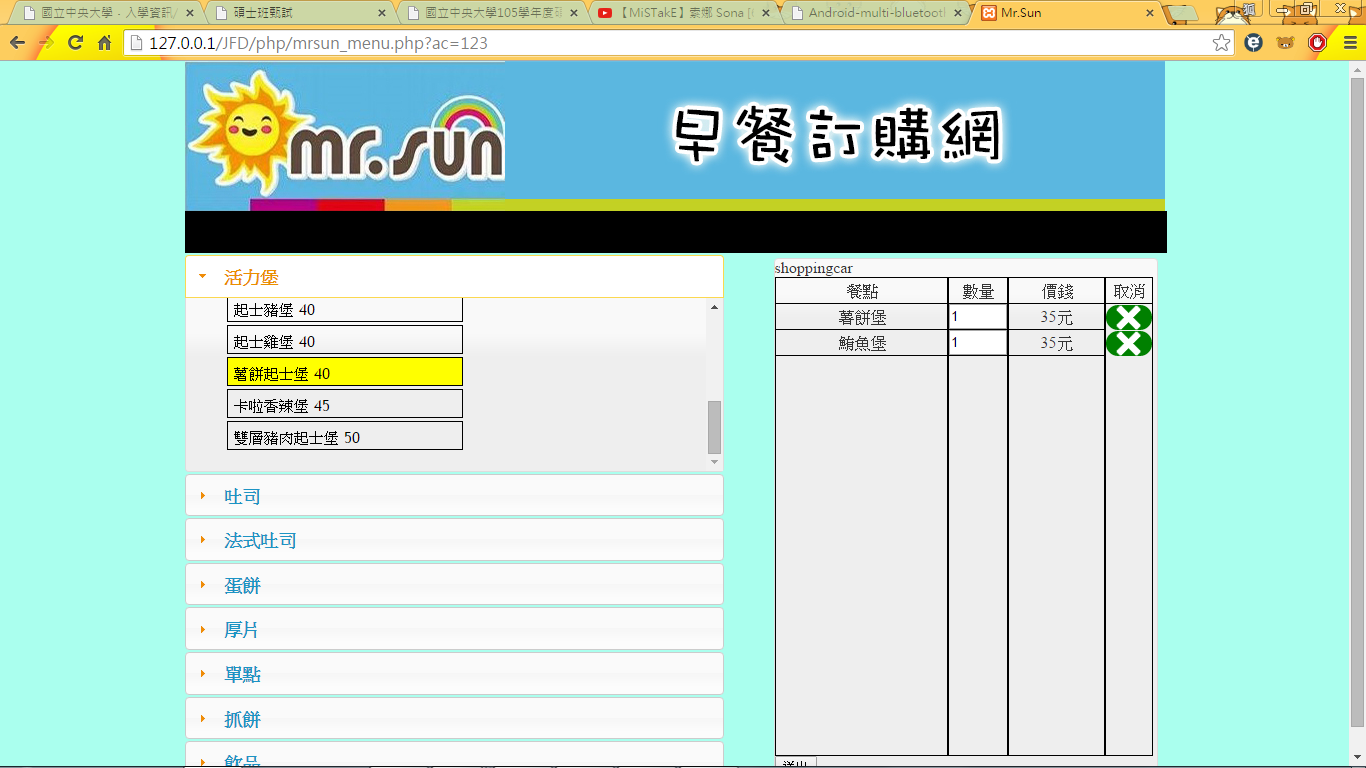 國立中央大學 - 入學資訊
碩士班甄試
國立中央大學105學年度
【MiSTakE】索娜 Sona
Android-multi-bluetooth
Mr.Sun
127.0.0.1/JFD/php/mrsun_menu.php?ac=123
mr.sun
早餐訂購網
活力堡
起士豬堡 40
起士雞堡 40
薯餅起士堡 40
卡啦香辣堡 45
雙層豬肉起士堡 50
吐司
法式吐司
蛋餅
厚片
單點
抓餅
飲品
shoppingcar
餐點 數量 價錢 取消
薯餅堡 1 35元
鮪魚堡 1 35元
送出